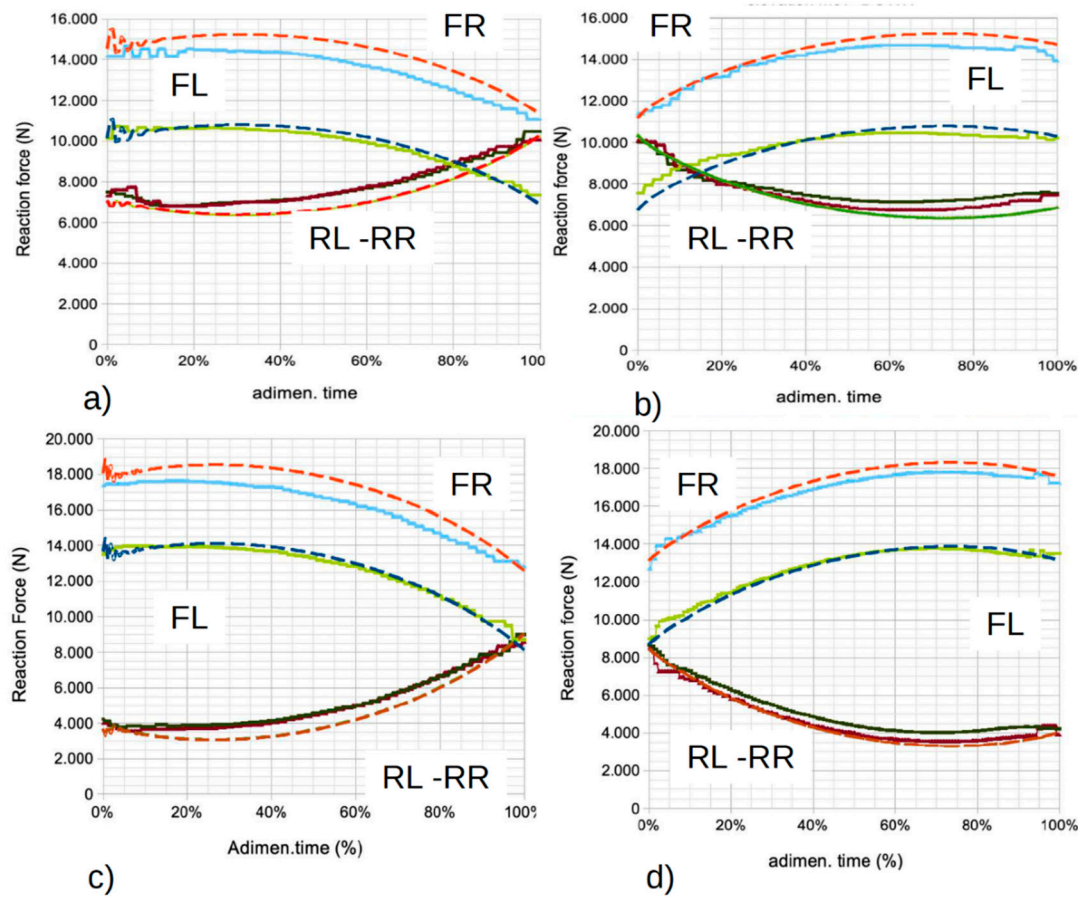 16.000
14.000
12.000
10.000
8.000
6.000
4.000
2.000
0
Reaction force (N)
FR
FL
RL -RR
0% 20% 40% 60% 80% 100
adimen. time
a)
16.000
14.000
12.000
10.000
8.000
6.000
4.000
2.000
0
Reaction force (N)
FR
FL
RL -RR
0% 20% 40% 60% 80% 100%
adimen. time
b)
20.000
18.000
16.000
14.000
12.000
10.000
8.000
6.000
4.000
2.000
0
Reaction Force (N)
FR
FL
RL -RR
0% 20% 40% 60% 80% 100%
Adimen.time (%)
c)
20.000
18.000
16.000
14.000
12.000
10.000
8.000
6.000
4.000
2.000
0
Reaction force (N)
FR
FL
RL -RR
0% 20% 40% 60% 80% 100%
adimen. time (%)
d)